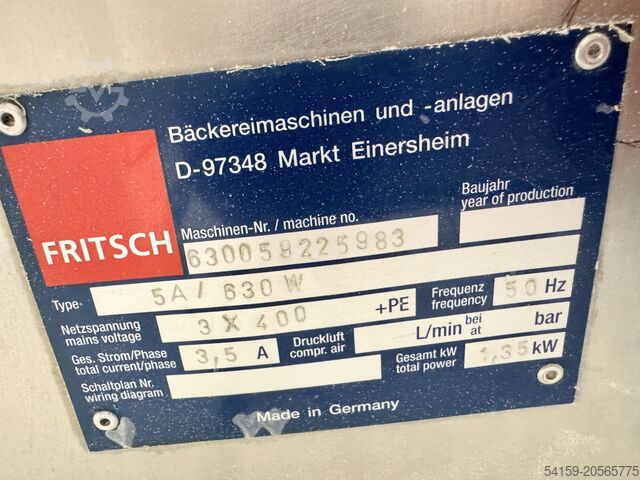 Bäckereimaschinen und -anlagen
D-97348 Markt Einersheim
FRITSCH
Baujahr
year of production
Maschinen-Nr. / machine no.
630059225983
Type
5A / 630 W
Netzspannung
mains voltage
3 X 400
+PE
Frequenz
frequency
50 Hz
Ges. Strom/Phase
total current/phase
3,5 A
Druckluft
compr. air
L/min bei
at
bar
Gesamt kW
total power
1,35 kW
Schaltplan Nr.
wiring diagram
Made in Germany
54159-20565775